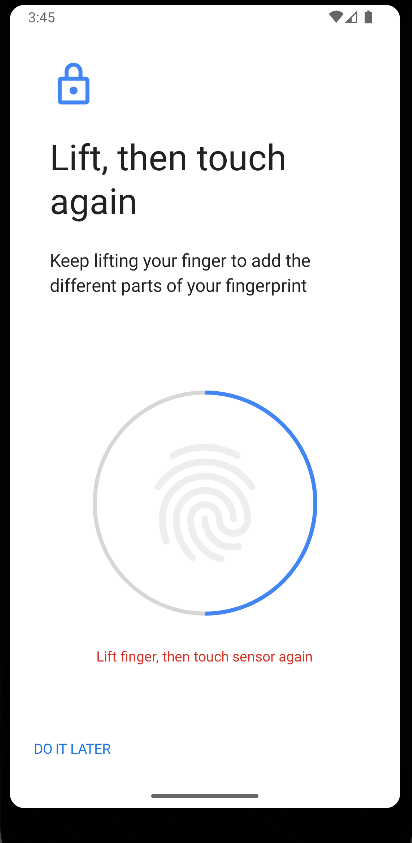 3:45
Lift, then touch
again
Keep lifting your finger to add the
different parts of your fingerprint
Lift finger, then touch sensor again
DO IT LATER